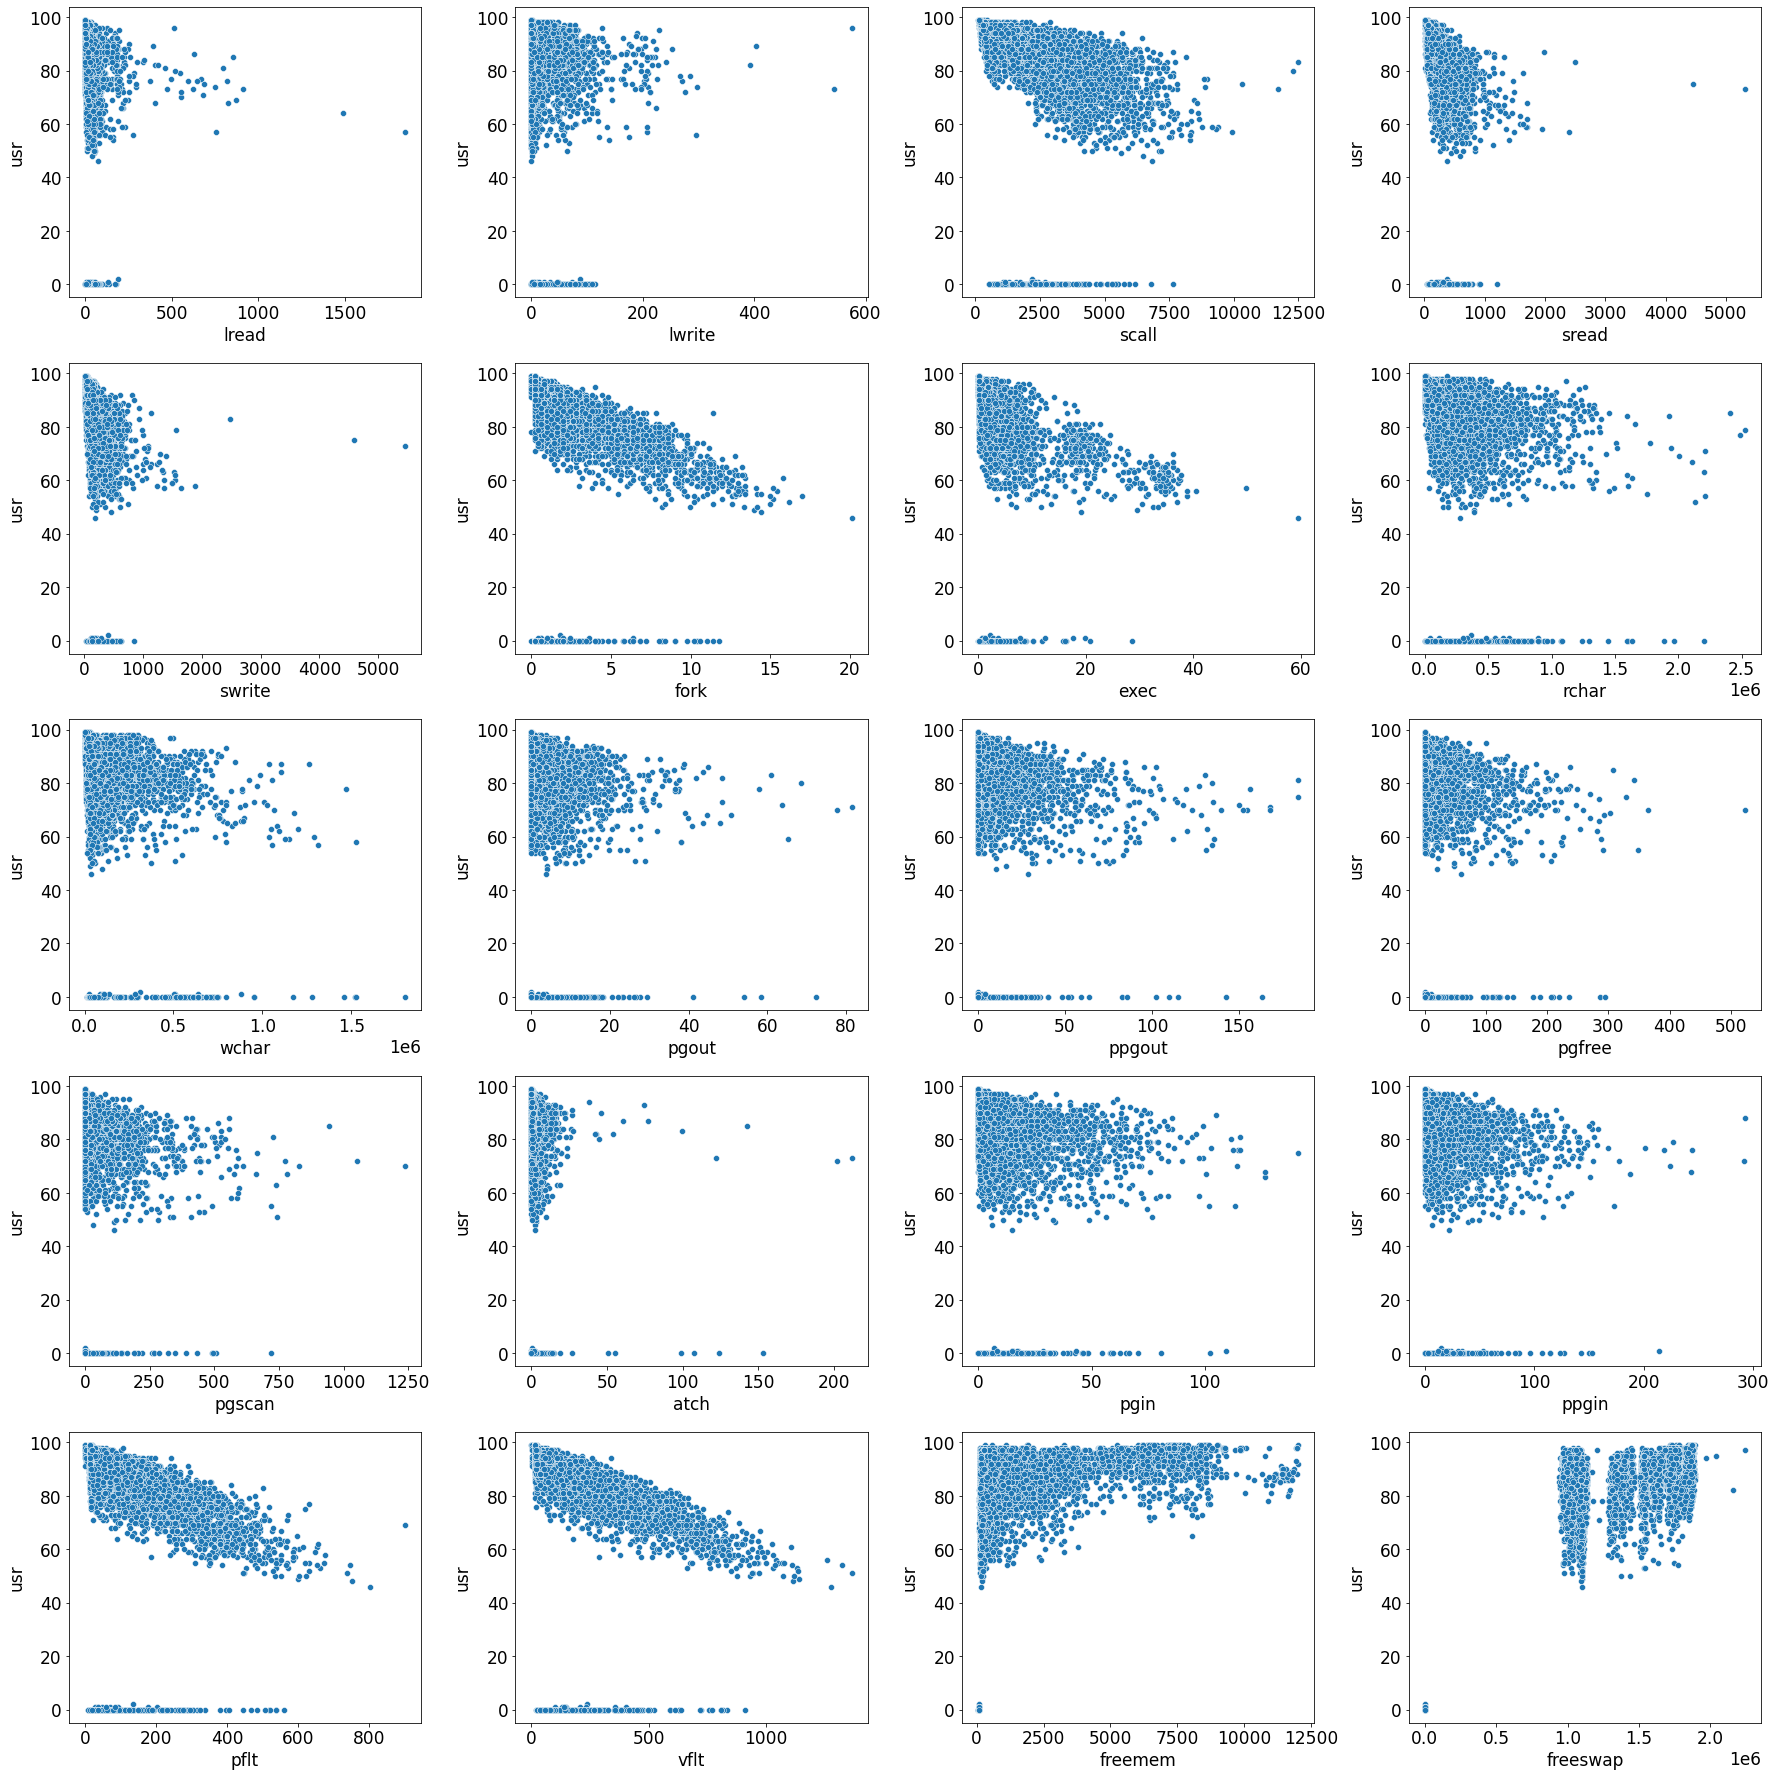 100
80
60
40
20
0
usr
0 500 1000 1500
lread
100
80
60
40
20
0
usr
0 200 400 600
lwrite
100
80
60
40
20
0
usr
0 2500 5000 7500 10000 12500
scall
100
80
60
40
20
0
usr
0 1000 2000 3000 4000 5000
sread
100
80
60
40
20
0
usr
0 1000 2000 3000 4000 5000
swrite
100
80
60
40
20
0
usr
0 5 10 15 20
fork
100
80
60
40
20
0
usr
0 20 40 60
exec
100
80
60
40
20
0
usr
0.0 0.5 1.0 1.5 2.0 2.5
rchar 1e6
100
80
60
40
20
0
usr
0.0 0.5 1.0 1.5
wchar 1e6
100
80
60
40
20
0
usr
0 20 40 60 80
pgout
100
80
60
40
20
0
usr
0 50 100 150
ppgout
100
80
60
40
20
0
usr
0 100 200 300 400 500
pgfree
100
80
60
40
20
0
usr
0 250 500 750 1000 1250
pgscan
100
80
60
40
20
0
usr
0 50 100 150 200
atch
100
80
60
40
20
0
usr
0 50 100
pgin
100
80
60
40
20
0
usr
0 100 200 300
ppgin
100
80
60
40
20
0
usr
0 200 400 600 800
pflt
100
80
60
40
20
0
usr
0 500 1000
vflt
100
80
60
40
20
0
usr
0 2500 5000 7500 10000 12500
freemem
100
80
60
40
20
0
usr
0.0 0.5 1.0 1.5 2.0
freeswap 1e6